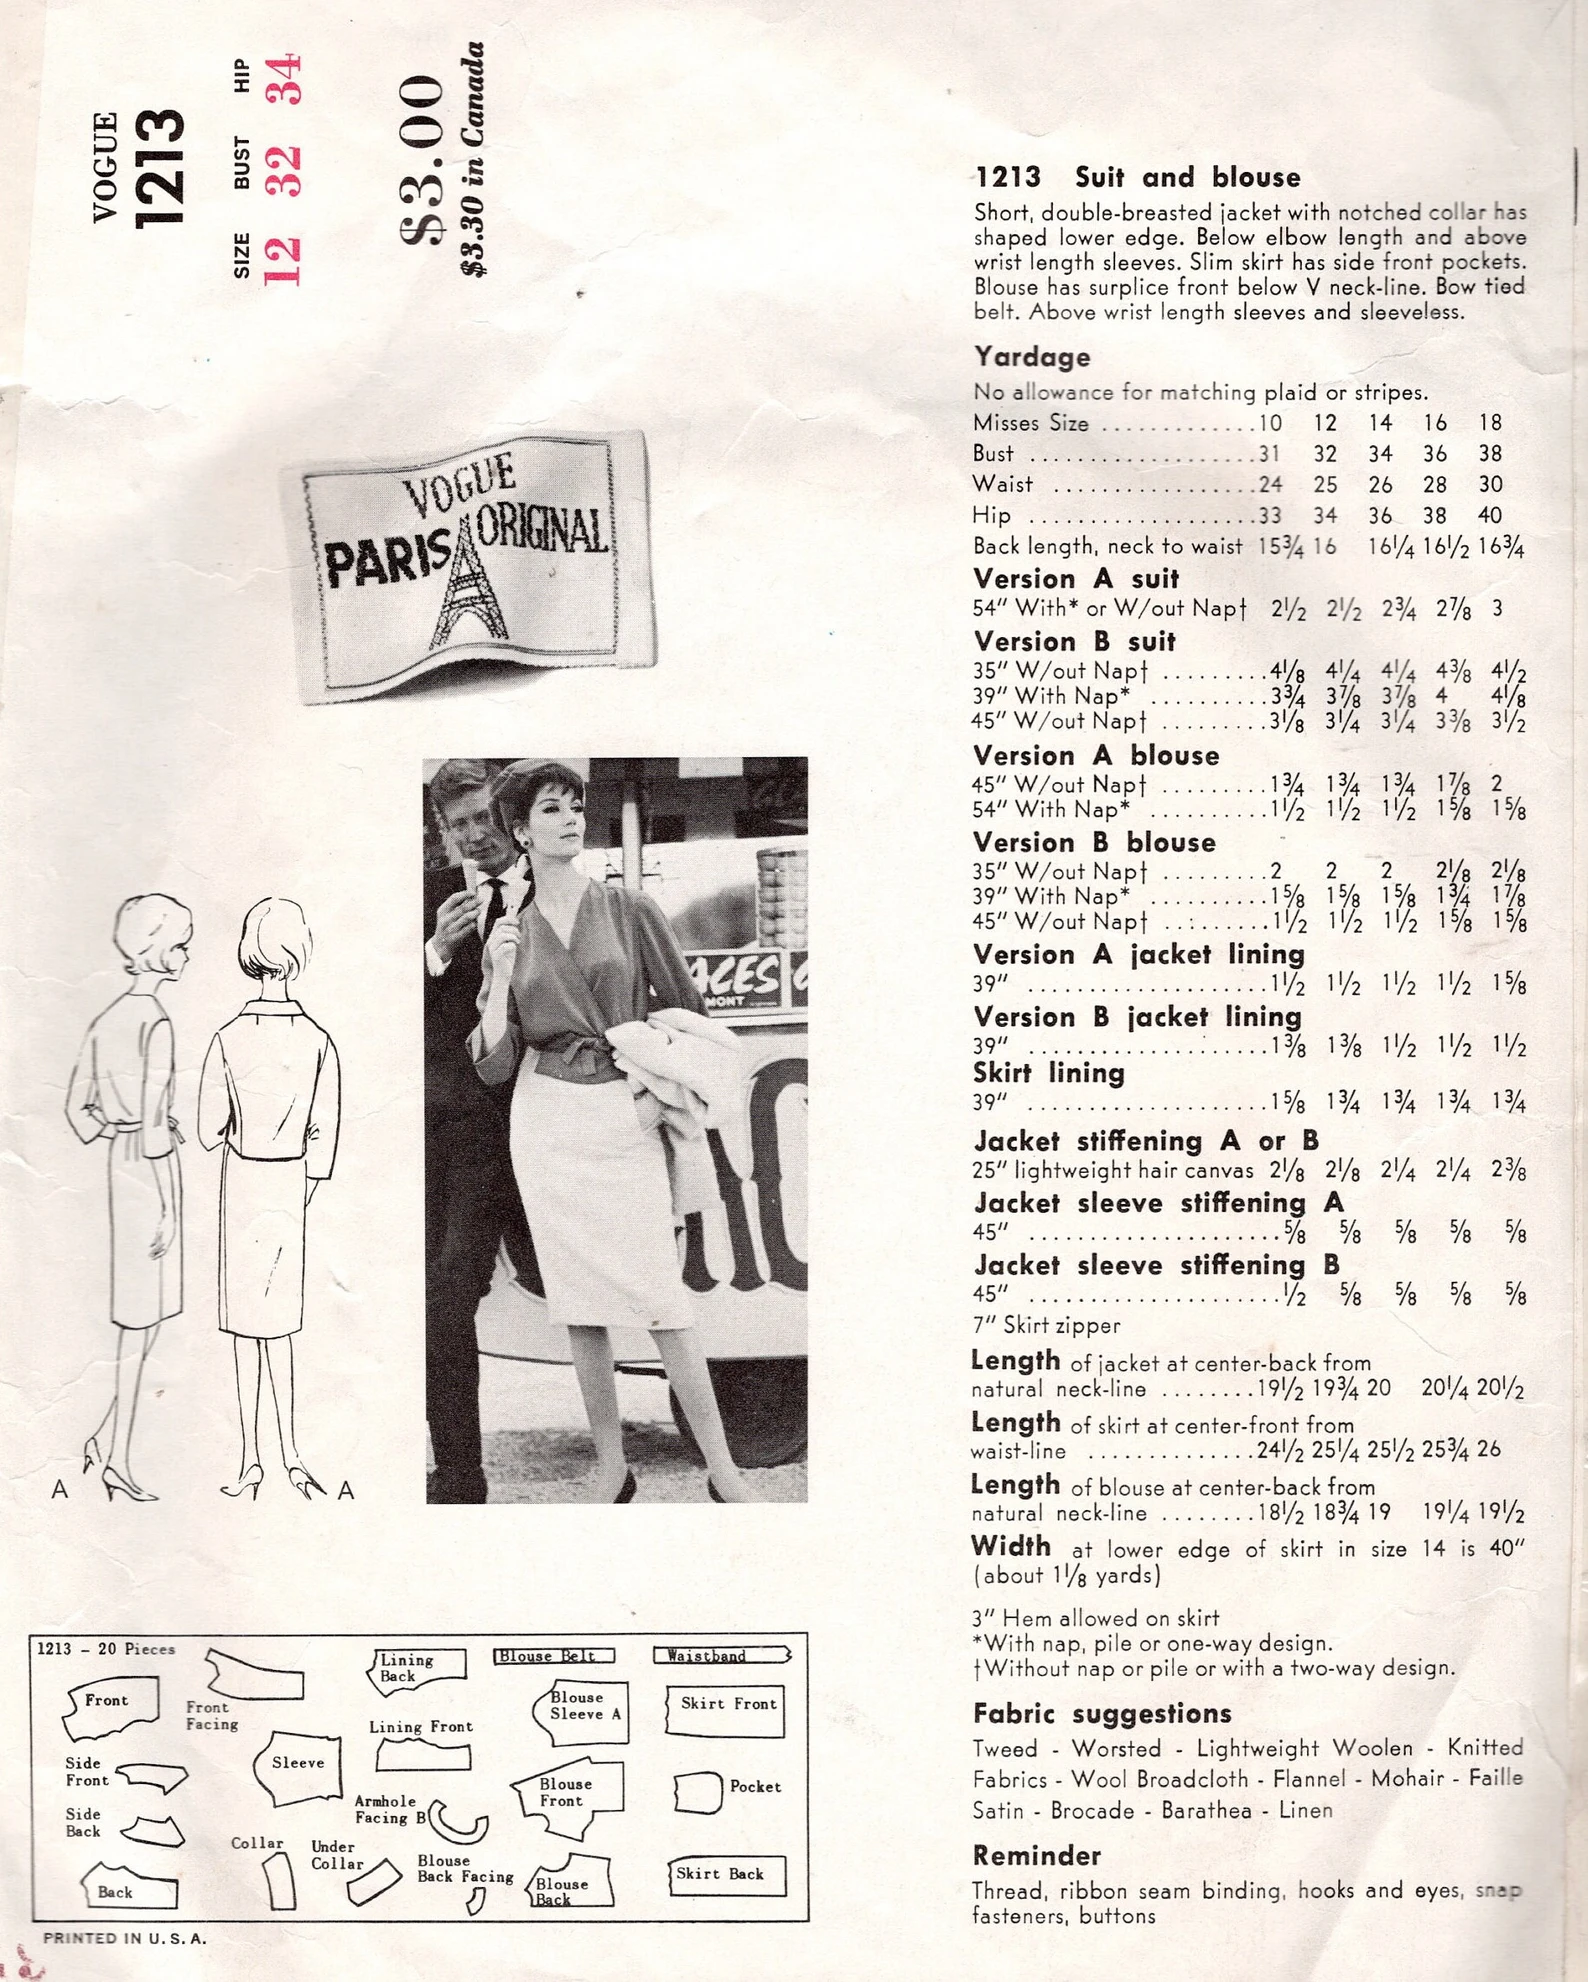 VOGUE
1213
SIZE BUST HIP
12 32 34
$3.00
$3.30 in Canada
VOGUE
PARIS ORIGINAL
ACES
MONT
A
A
1213 Suit and blouse
Short, double-breasted jacket with notched collar has
shaped lower edge. Below elbow length and above
wrist length sleeves. Slim skirt has side front pockets.
Blouse has surplice front below V neck-line. Bow tied
belt. Above wrist length sleeves and sleeveless.
Yardage
No allowance for matching plaid or stripes.
Misses Size .............10 12 14 16 18
Bust ...................31 32 34 36 38
Waist .................24 25 26 28 30
Hip ...................33 34 36 38 40
Back length, neck to waist 15¾ 16 16¼ 16½ 16¾
Version A suit
54" With* or W/out Nap† 2½ 2½ 2¾ 2⅞ 3
Version B suit
35" W/out Nap† .........4⅛ 4¼ 4¼ 4⅜ 4½
39" With Nap* ..........3¾ 3⅞ 3⅞ 4 4⅛
45" W/out Nap† .........3⅛ 3¼ 3¼ 3⅜ 3½
Version A blouse
45" W/out Nap† .........1¾ 1¾ 1¾ 1⅞ 2
54" With Nap* ..........1½ 1½ 1½ 1⅝ 1⅝
Version B blouse
35" W/out Nap† .........2 2 2 2⅛ 2⅛
39" With Nap* ..........1⅝ 1⅝ 1⅝ 1¾ 1⅞
45" W/out Nap† .........1½ 1½ 1½ 1⅝ 1⅝
Version A jacket lining
39" ....................1½ 1½ 1½ 1½ 1⅝
Version B jacket lining
39" ....................1⅜ 1⅜ 1½ 1½ 1½
Skirt lining
39" ....................1⅝ 1¾ 1¾ 1¾ 1¾
Jacket stiffening A or B
25" lightweight hair canvas 2⅛ 2⅛ 2¼ 2¼ 2⅜
Jacket sleeve stiffening A
45" .....................⅝ ⅝ ⅝ ⅝ ⅝
Jacket sleeve stiffening B
45" .....................½ ⅝ ⅝ ⅝ ⅝
7" Skirt zipper
Length of jacket at center-back from
natural neck-line ........19½ 19¾ 20 20¼ 20½
Length of skirt at center-front from
waist-line ..............24½ 25¼ 25½ 25¾ 26
Length of blouse at center-back from
natural neck-line ........18½ 18¾ 19 19¼ 19½
Width at lower edge of skirt in size 14 is 40"
(about 1⅛ yards)
3" Hem allowed on skirt
*With nap, pile or one-way design.
†Without nap or pile or with a two-way design.
Fabric suggestions
Tweed - Worsted - Lightweight Woolen - Knitted
Fabrics - Wool Broadcloth - Flannel - Mohair - Faille
Satin - Brocade - Barathea - Linen
Reminder
Thread, ribbon seam binding, hooks and eyes, snap
fasteners, buttons
1213 - 20 Pieces
Front
Front
Facing
Lining
Back
Blouse Belt
Waistband
Blouse
Sleeve A
Skirt Front
Lining Front
Side
Front
Sleeve
Blouse
Front
Pocket
Armhole
Facing B
Side
Back
Collar
Under
Collar
Blouse
Back Facing
Back
Blouse
Back
Skirt Back
PRINTED IN U.S.A.